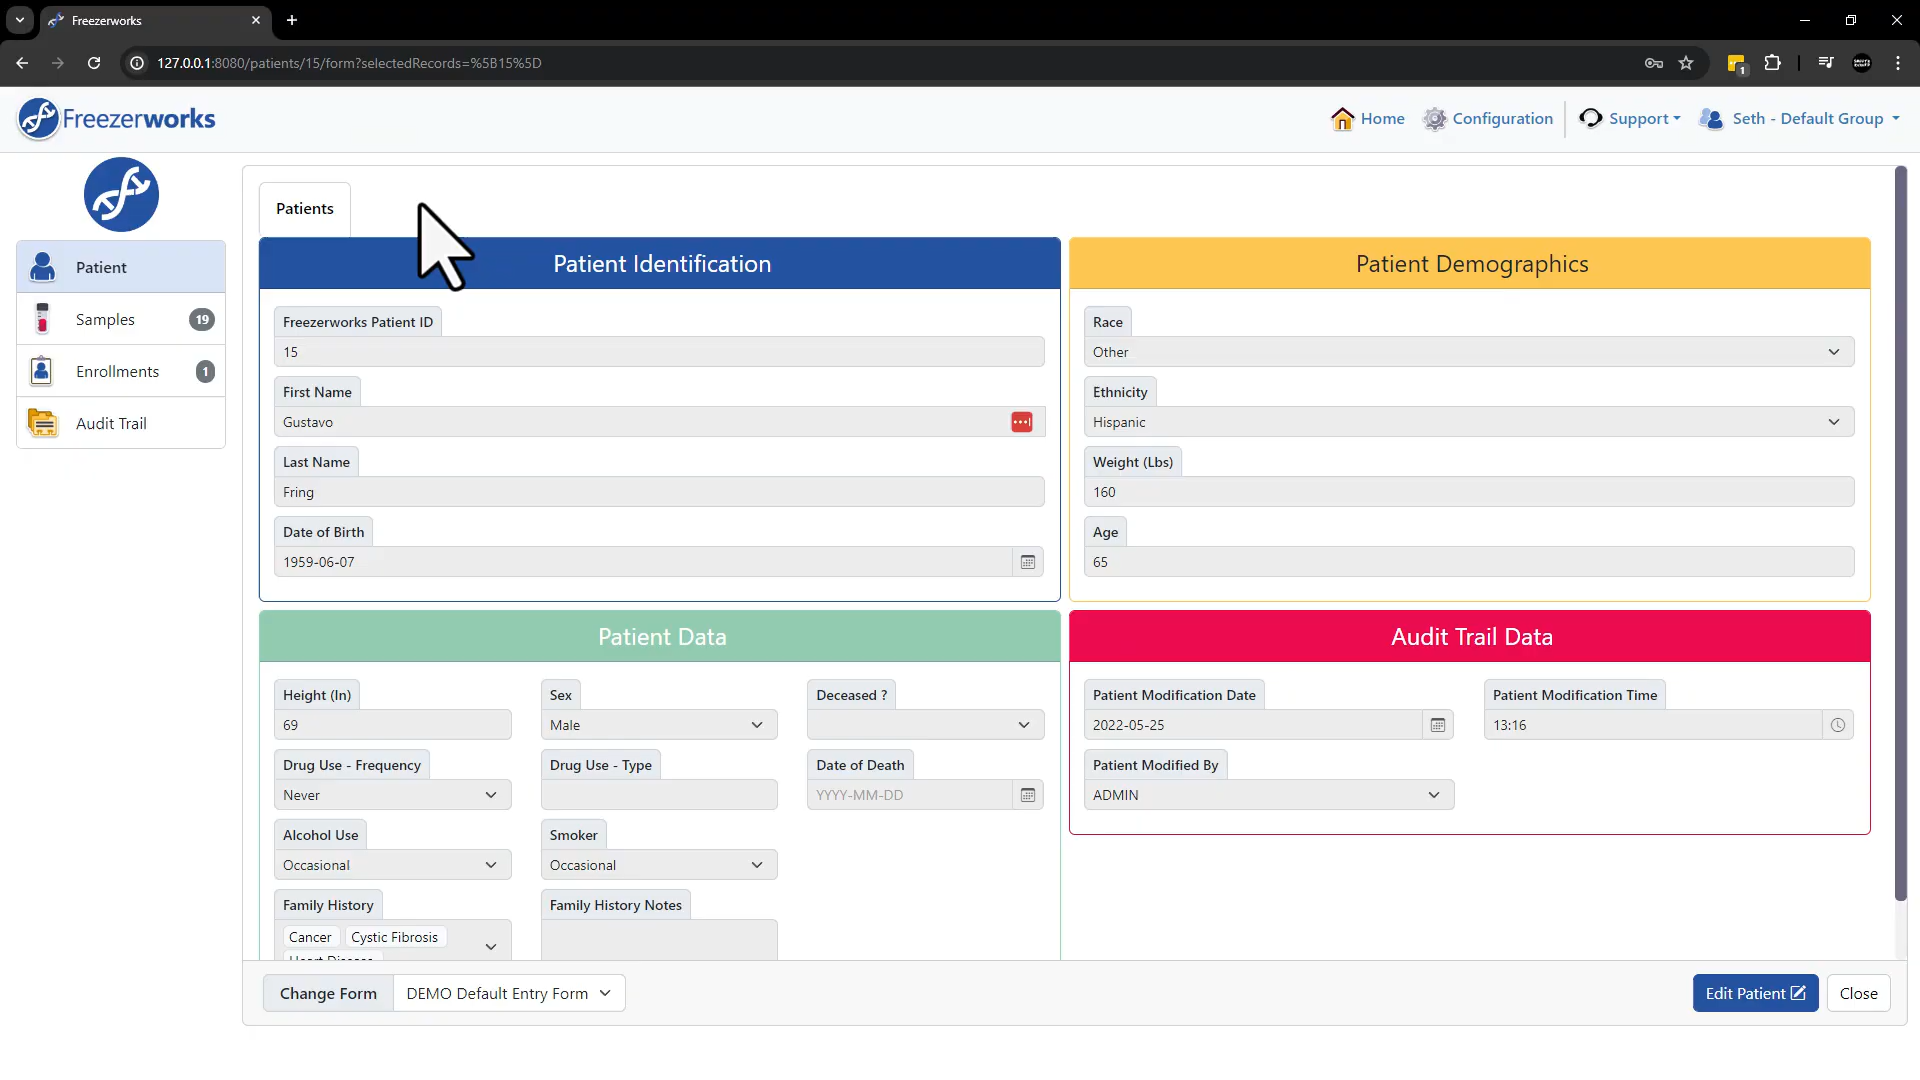 Freezerworks
127.0.0.1:8080/patients/15/form?selectedRecords=%5B15%5D
1
Freezerworks
Home
Configuration
Support
Seth - Default Group
Patient
Samples
19
Enrollments
1
Audit Trail
Patients
Patient Identification
Freezerworks Patient ID
15
First Name
Gustavo
Last Name
Fring
Date of Birth
1959-06-07
Patient Demographics
Race
Other
Ethnicity
Hispanic
Weight (Lbs)
160
Age
65
Patient Data
Height (In)
Sex
Deceased ?
69
Male
Drug Use - Frequency
Drug Use - Type
Date of Death
Never
YYYY-MM-DD
Alcohol Use
Smoker
Occasional
Occasional
Family History
Family History Notes
Cancer
Cystic Fibrosis
Heart Disease
Audit Trail Data
Patient Modification Date
Patient Modification Time
2022-05-25
13:16
Patient Modified By
ADMIN
Change Form
DEMO Default Entry Form
Edit Patient
Close